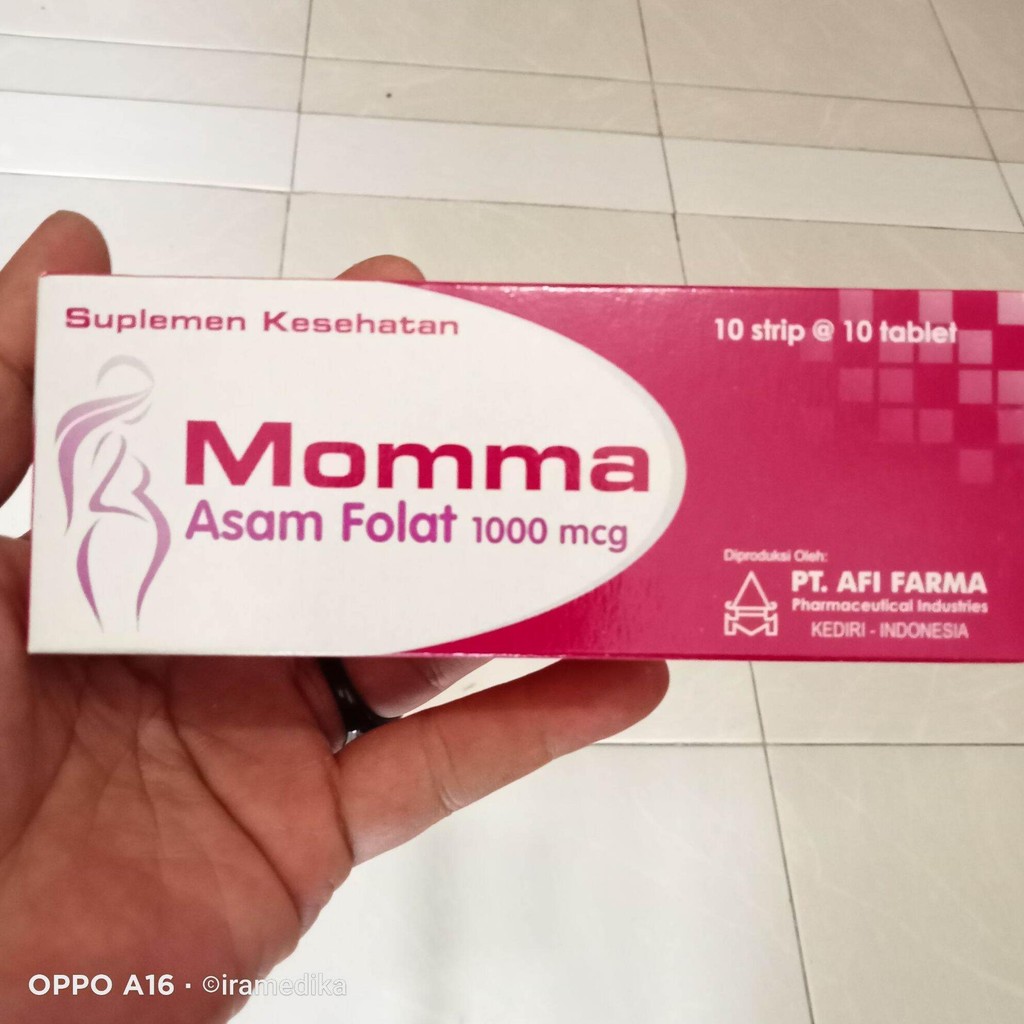 Suplemen Kesehatan
10 strip @ 10 tablet
Momma
Asam Folat 1000 mcg
Diproduksi Oleh:
PT. AFI FARMA
Pharmaceutical Industries
KEDIRI - INDONESIA
OPPO A16 · ©iramedika